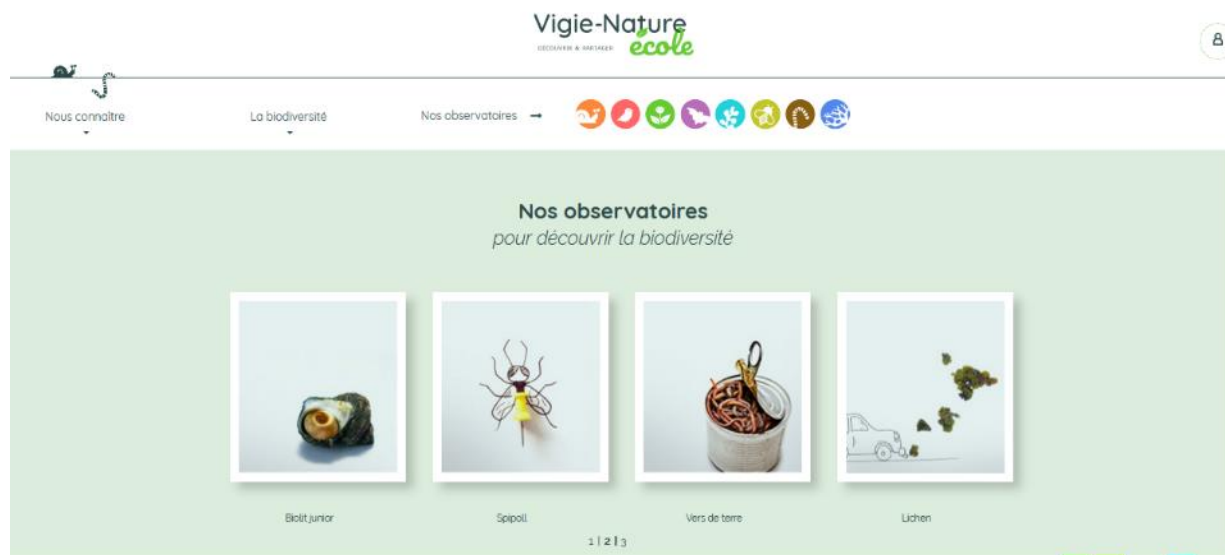 Vigie-Nature
école
DÉCOUVRIR & PARTAGER
Nous connaître
La biodiversité
Nos observatoires →
Nos observatoires
pour découvrir la biodiversité
Biolit junior
Spipoll
Vers de terre
Lichen
1 | 2 | 3